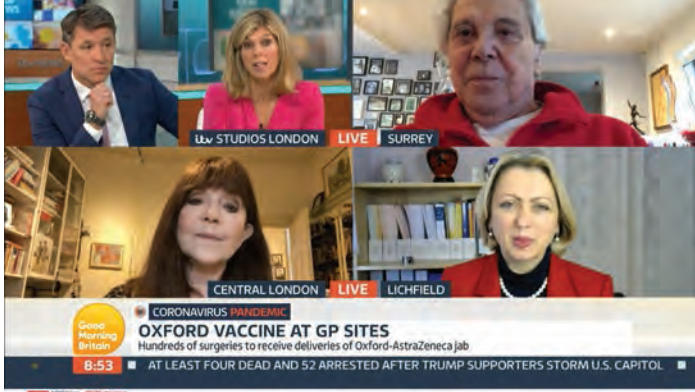 itv STUDIOS LONDON LIVE SURREY
CENTRAL LONDON LIVE LICHFIELD
CORONAVIRUS PANDEMIC
Good
Morning
Britain
OXFORD VACCINE AT GP SITES
Hundreds of surgeries to receive deliveries of Oxford-AstraZeneca jab
8:53 AT LEAST FOUR DEAD AND 52 ARRESTED AFTER TRUMP SUPPORTERS STORM U.S. CAPITOL